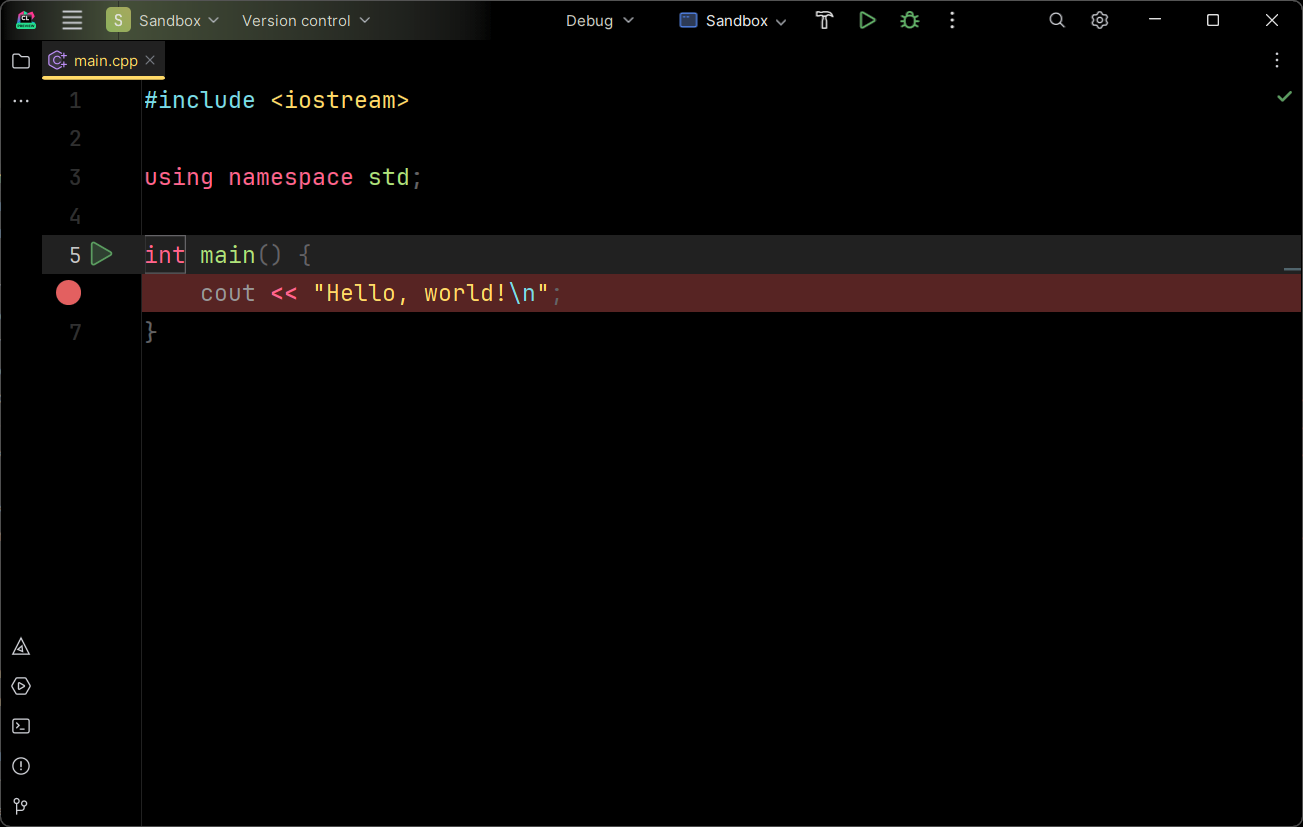 CL
S Sandbox Version control Debug Sandbox
main.cpp
1 #include <iostream>
2
3 using namespace std;
4
5 int main() {
cout << "Hello, world!\n";
7 }